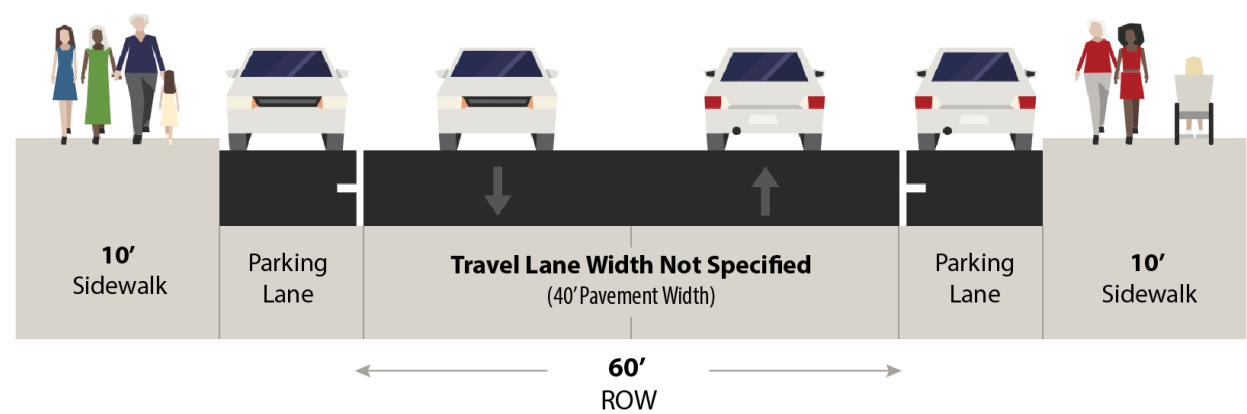 10’
Sidewalk
Parking
Lane
Travel Lane Width Not Specified
(40’ Pavement Width)
Parking
Lane
10’
Sidewalk
60’
ROW